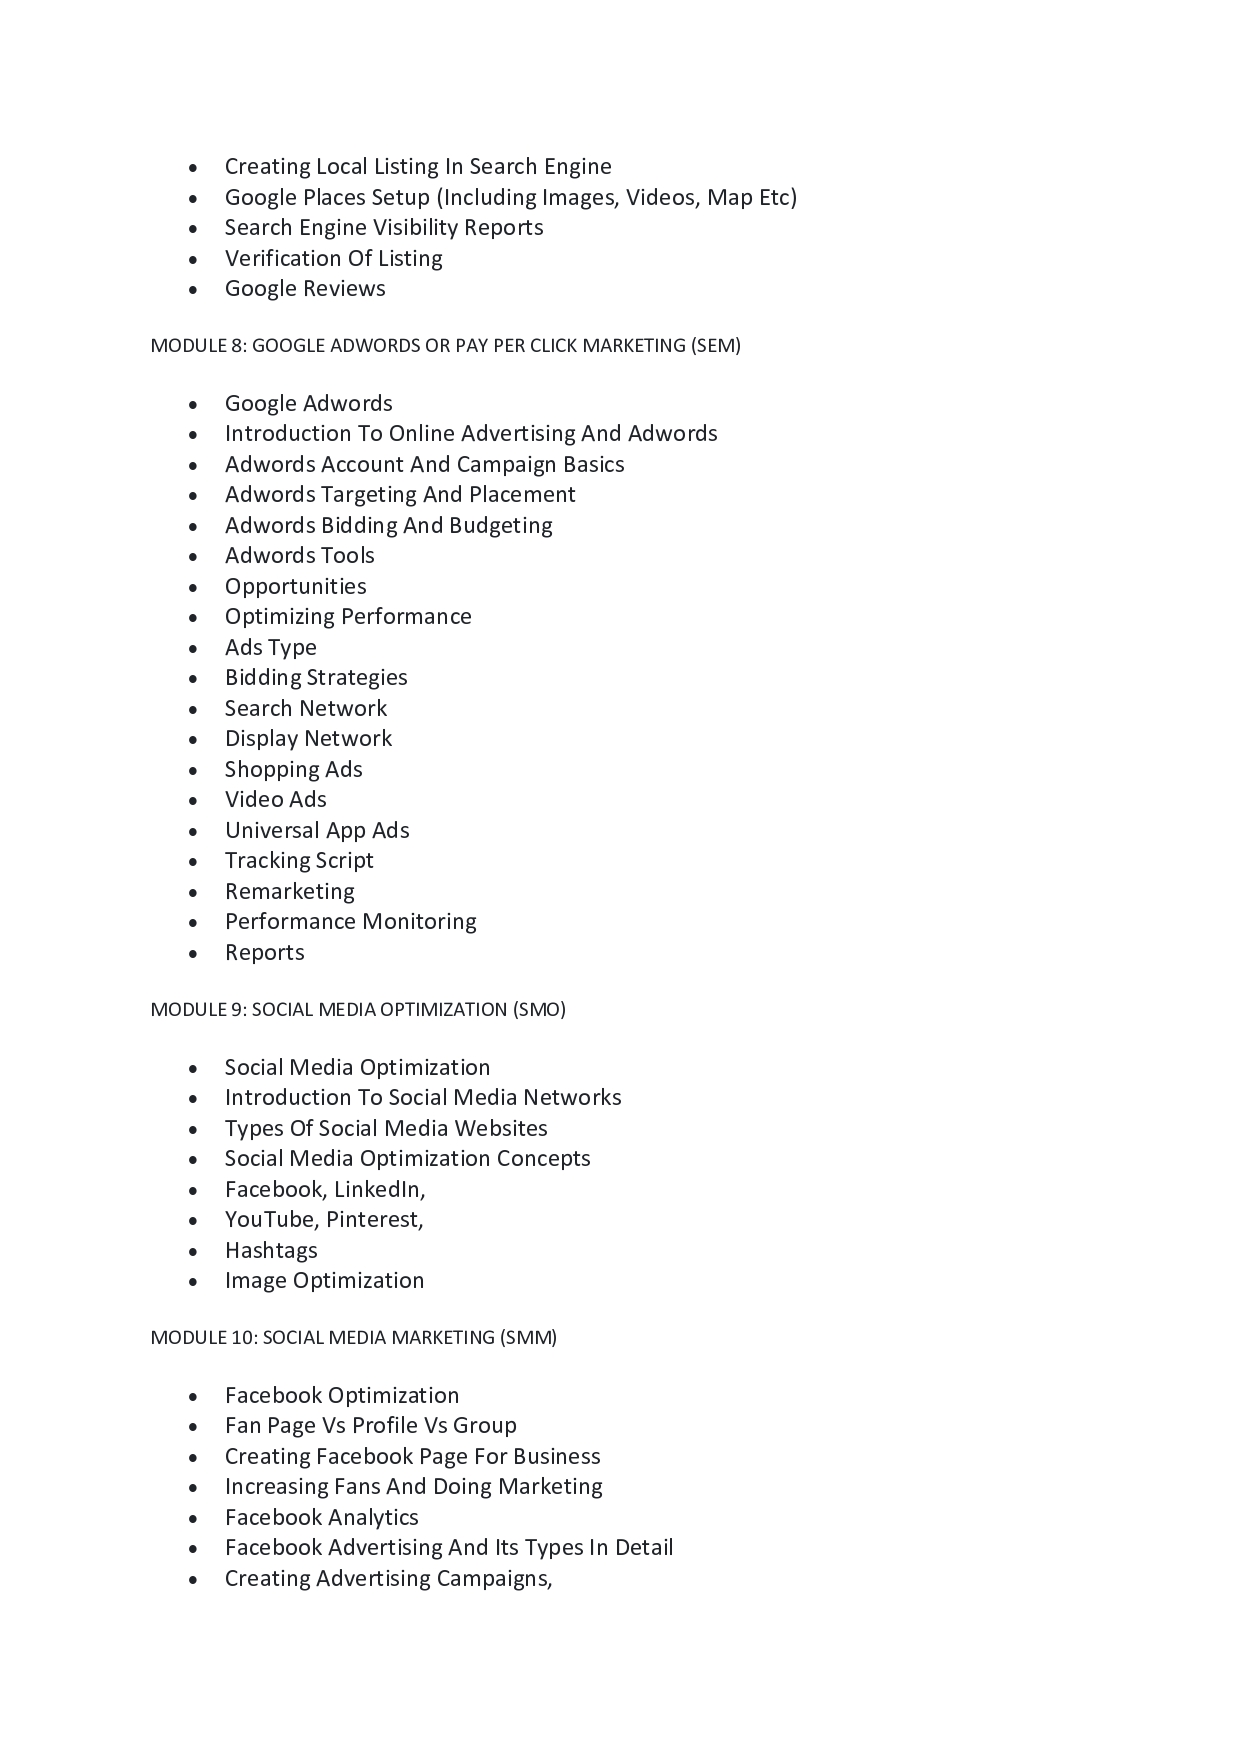 • Creating Local Listing In Search Engine
• Google Places Setup (Including Images, Videos, Map Etc)
• Search Engine Visibility Reports
• Verification Of Listing
• Google Reviews
MODULE 8: GOOGLE ADWORDS OR PAY PER CLICK MARKETING (SEM)
• Google Adwords
• Introduction To Online Advertising And Adwords
• Adwords Account And Campaign Basics
• Adwords Targeting And Placement
• Adwords Bidding And Budgeting
• Adwords Tools
• Opportunities
• Optimizing Performance
• Ads Type
• Bidding Strategies
• Search Network
• Display Network
• Shopping Ads
• Video Ads
• Universal App Ads
• Tracking Script
• Remarketing
• Performance Monitoring
• Reports
MODULE 9: SOCIAL MEDIA OPTIMIZATION (SMO)
• Social Media Optimization
• Introduction To Social Media Networks
• Types Of Social Media Websites
• Social Media Optimization Concepts
• Facebook, LinkedIn,
• YouTube, Pinterest,
• Hashtags
• Image Optimization
MODULE 10: SOCIAL MEDIA MARKETING (SMM)
• Facebook Optimization
• Fan Page Vs Profile Vs Group
• Creating Facebook Page For Business
• Increasing Fans And Doing Marketing
• Facebook Analytics
• Facebook Advertising And Its Types In Detail
• Creating Advertising Campaigns,